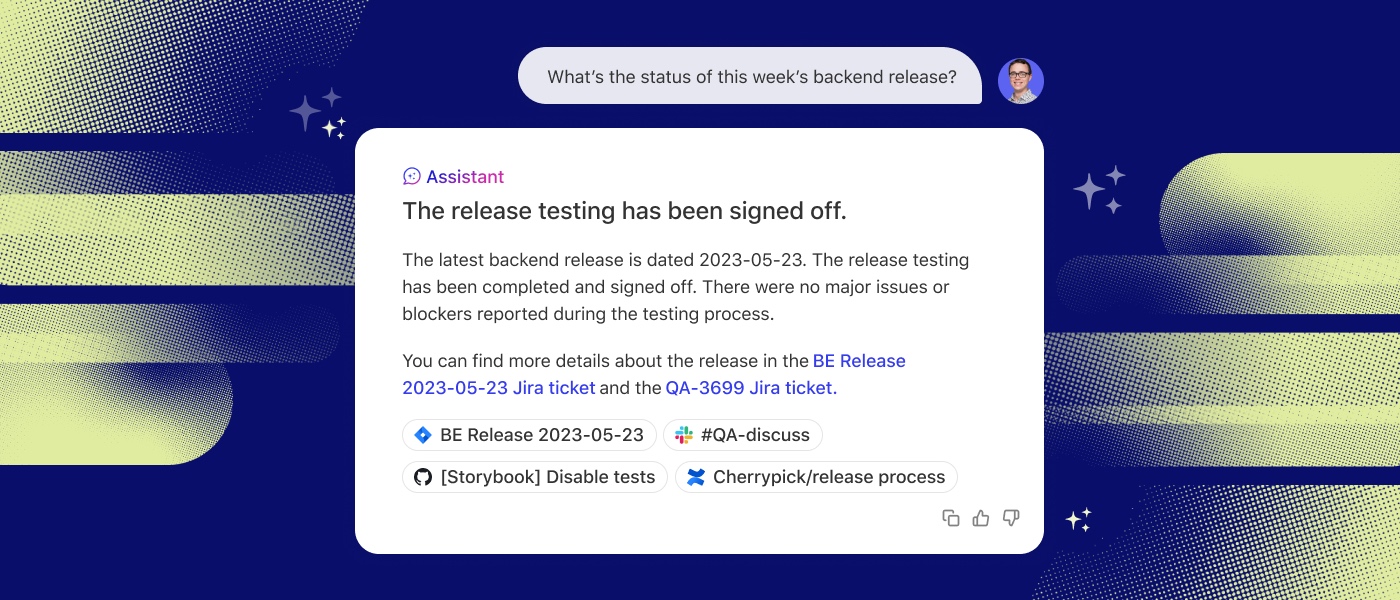 What’s the status of this week’s backend release?
Assistant
The release testing has been signed off.
The latest backend release is dated 2023-05-23. The release testing
has been completed and signed off. There were no major issues or
blockers reported during the testing process.
You can find more details about the release in the BE Release
2023-05-23 Jira ticket and the QA-3699 Jira ticket.
BE Release 2023-05-23 #QA-discuss
[Storybook] Disable tests Cherrypick/release process